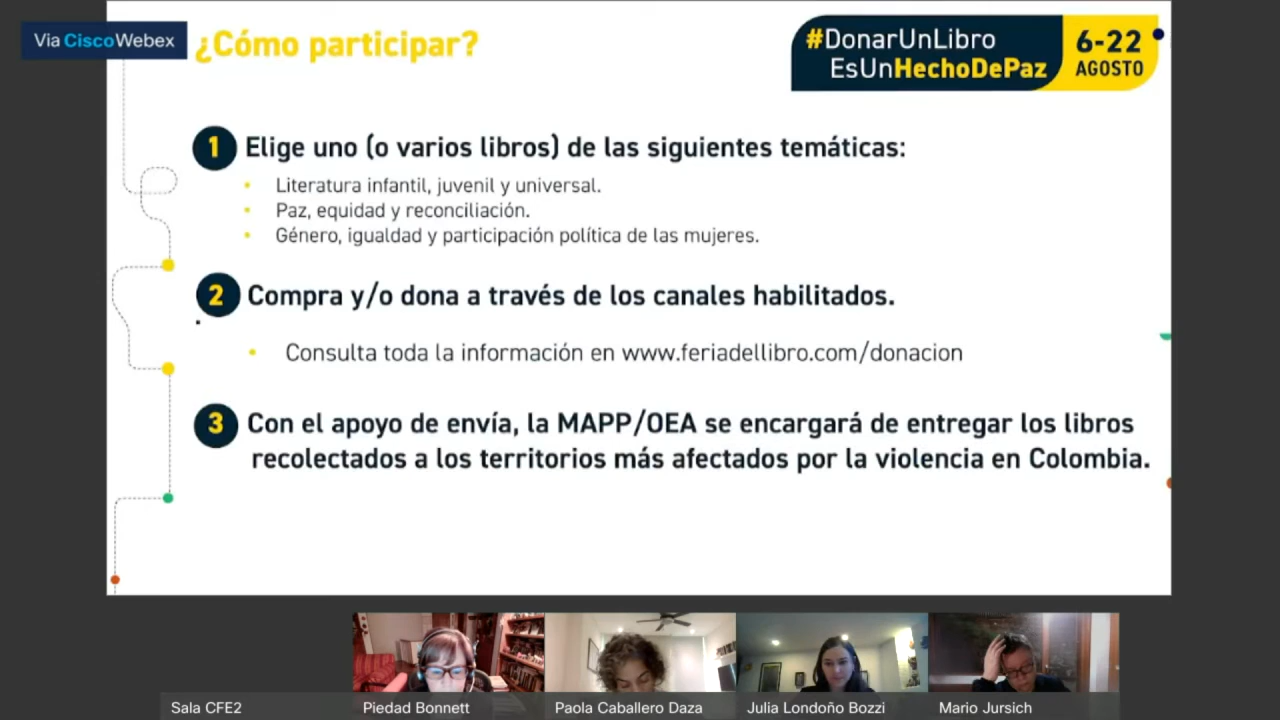 Via CiscoWebex
¿Cómo participar?
#DonarUnLibro
EsUnHechoDePaz
6-22
AGOSTO
1 Elige uno (o varios libros) de las siguientes temáticas:
• Literatura infantil, juvenil y universal.
• Paz, equidad y reconciliación.
• Género, igualdad y participación política de las mujeres.
2 Compra y/o dona a través de los canales habilitados.
• Consulta toda la información en www.feriadellibro.com/donacion
3 Con el apoyo de envía, la MAPP/OEA se encargará de entregar los libros
recolectados a los territorios más afectados por la violencia en Colombia.
Sala CFE2
Piedad Bonnett
Paola Caballero Daza
Julia Londoño Bozzi
Mario Jursich